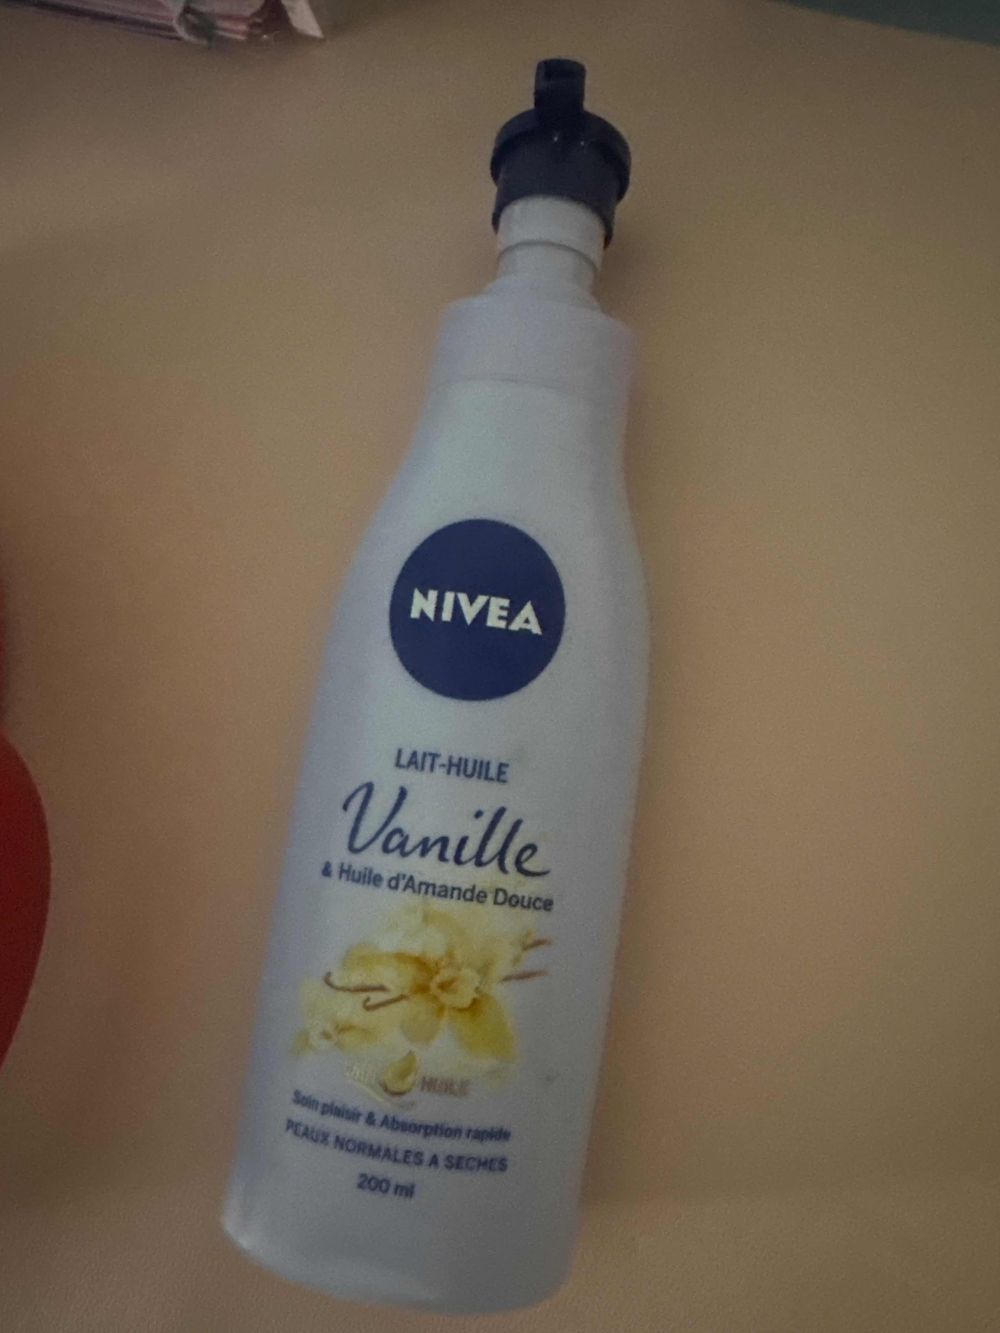 NIVEA
LAIT-HUILE
Vanille
& Huile d'Amande Douce
HUILE
Soin plaisir & Absorption rapide
PEAUX NORMALES A SECHES
200 ml